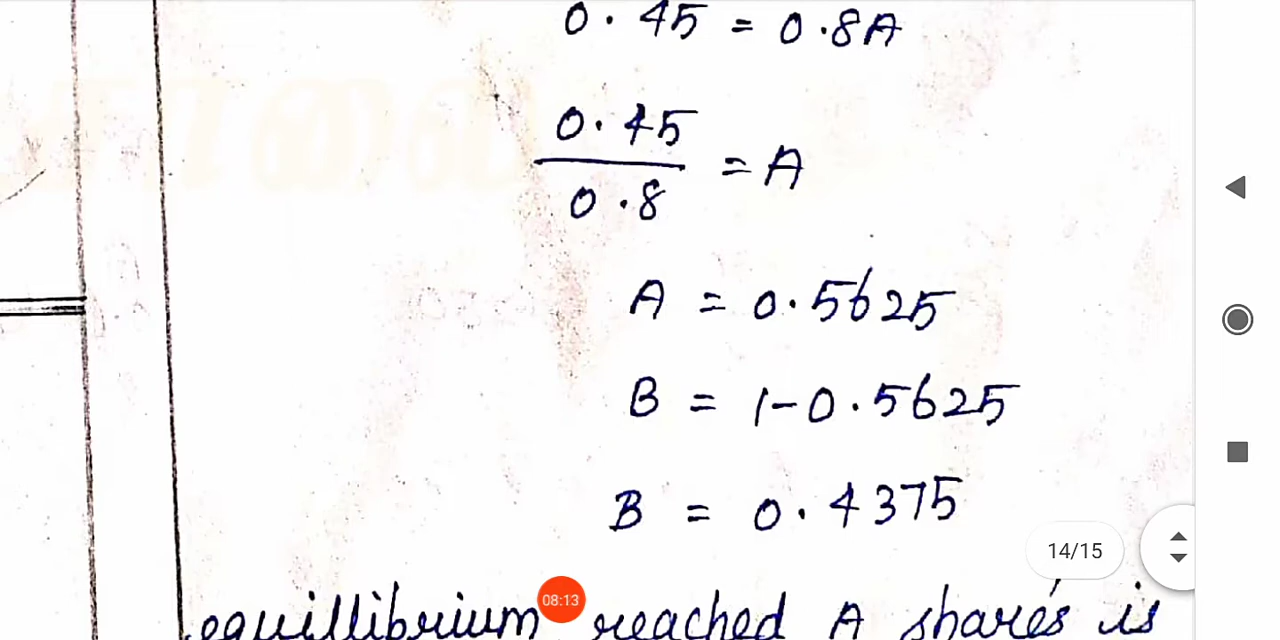 0.45 = 0.8A
0.45
0.8
= A
A = 0.5625
B = 1-0.5625
B = 0.4375
14/15
08:13
equillibrium reached A shares is